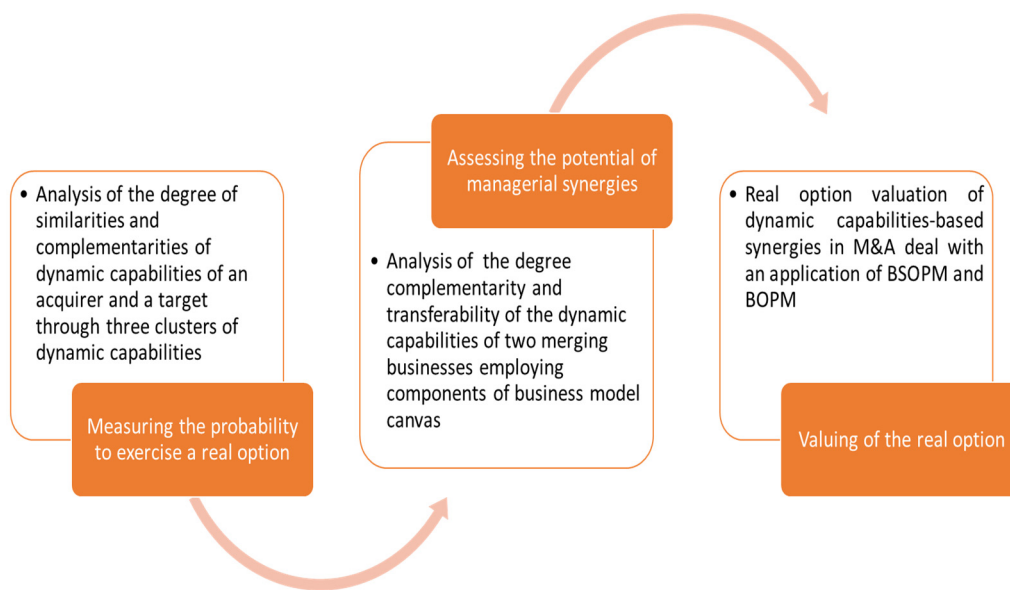 • Analysis of the degree of
similarities and
complementarities of
dynamic capabilities of an
acquirer and a target
through three clusters of
dynamic capabilities
Measuring the probability
to exercise a real option
Assessing the potential of
managerial synergies
• Analysis of the degree
complementarity and
transferability of the dynamic
capabilities of two merging
businesses employing
components of business model
canvas
• Real option valuation of
dynamic capabilities-based
synergies in M&A deal with
an application of BSOPM and
BOPM
Valuing of the real option